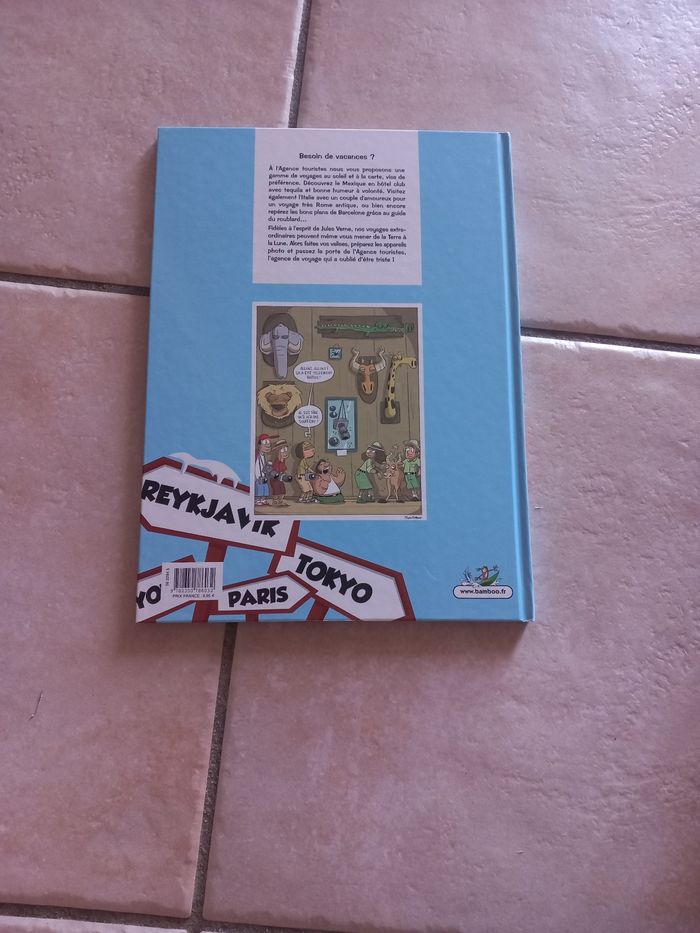 Besoin de vacances ?
À l'Agence touristes nous vous proposons une
gamme de voyages au soleil et à la carte, visa de
préférence. Découvrez le Mexique en hôtel club
avec tequila et bonne humeur à volonté. Visitez
également l'Italie avec un couple d'amoureux pour
un voyage très Rome antique, ou bien encore
repérez les bons plans de Barcelone grâce au guide
du roublard...
Fidèles à l'esprit de Jules Verne, nos voyages extra-
ordinaires peuvent même vous mener de la Terre à
la Lune. Alors faites vos valises, préparez les appareils
photo et passez la porte de l'Agence touristes,
l'agence de voyage qui a oublié d'être triste !
REYKJAVIK
TOKYO
YO
PARIS
PRIX FRANCE : 9,95 €
www.bamboo.fr